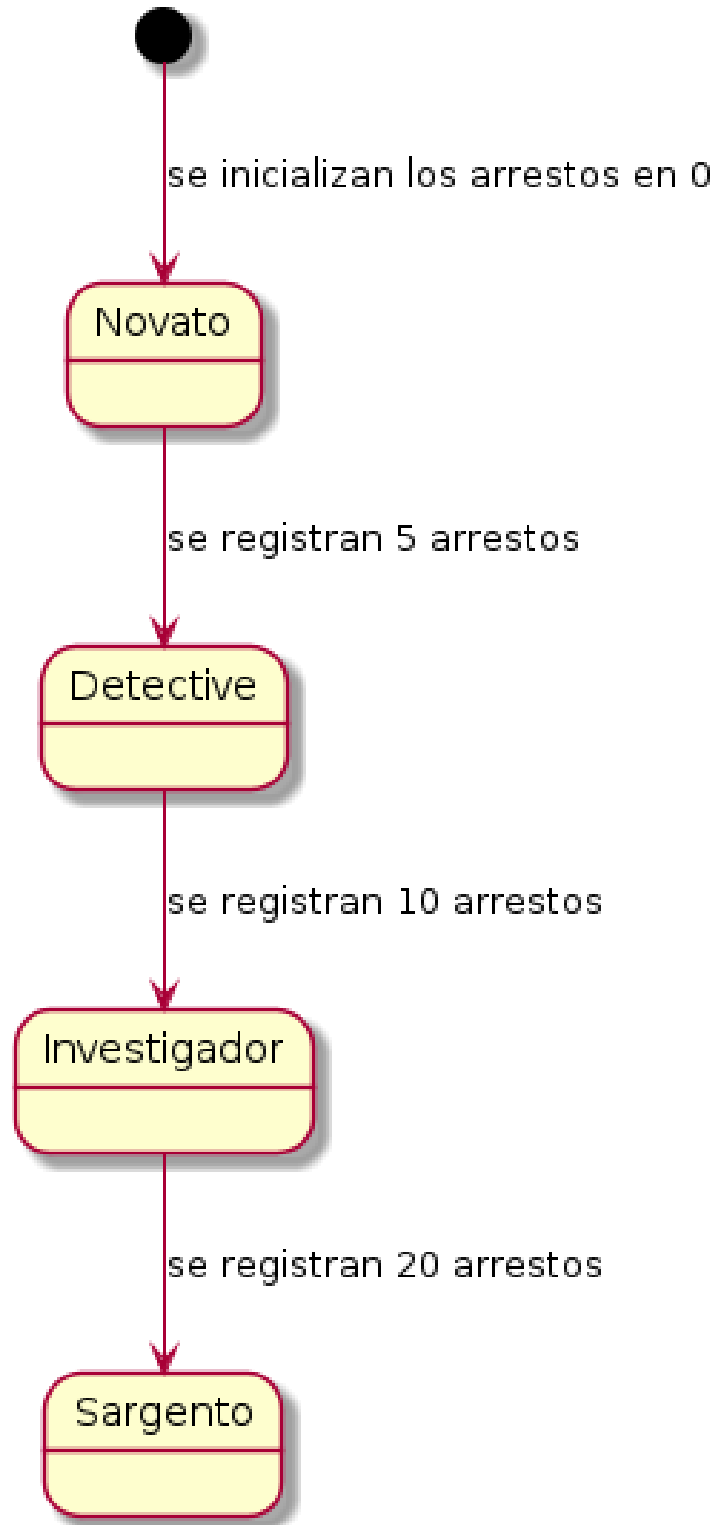 se inicializan los arrestos en 0
Novato
se registran 5 arrestos
Detective
se registran 10 arrestos
Investigador
se registran 20 arrestos
Sargento